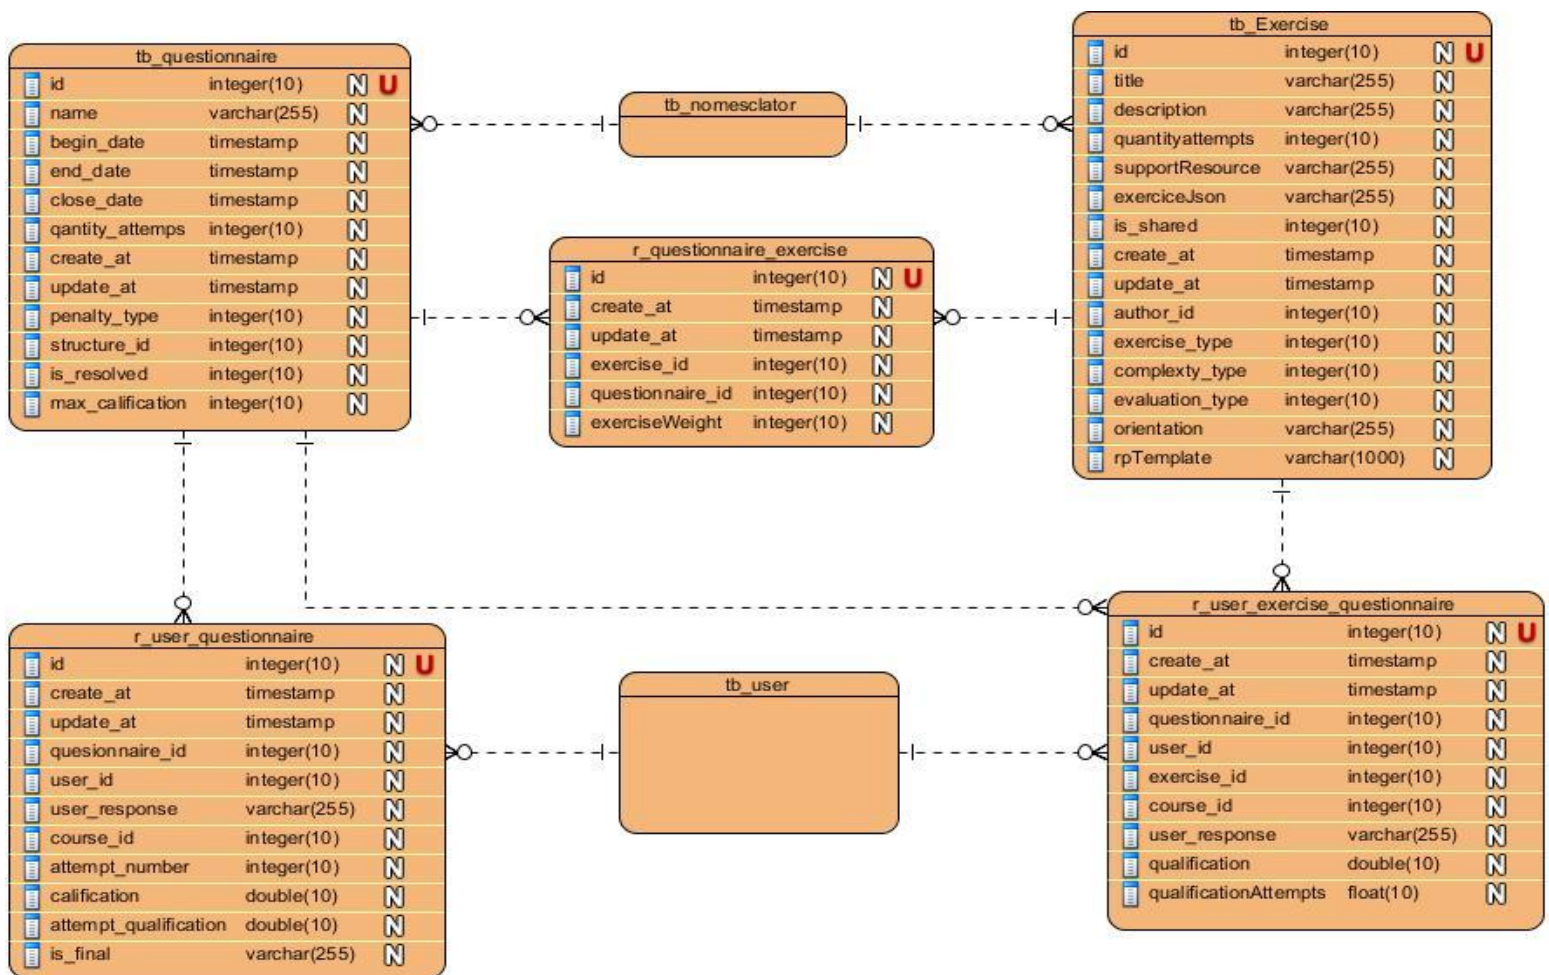 tb_questionnaire
id integer(10) N U
name varchar(255) N
begin_date timestamp N
end_date timestamp N
close_date timestamp N
qantity_attemps integer(10) N
create_at timestamp N
update_at timestamp N
penalty_type integer(10) N
structure_id integer(10) N
is_resolved integer(10) N
max_calification integer(10) N
tb_nomesclator
tb_Exercise
id integer(10) N U
title varchar(255) N
description varchar(255) N
quantityattempts integer(10) N
supportResource varchar(255) N
exerciceJson varchar(255) N
is_shared integer(10) N
create_at timestamp N
update_at timestamp N
author_id integer(10) N
exercise_type integer(10) N
complexty_type integer(10) N
evaluation_type integer(10) N
orientation varchar(255) N
rpTemplate varchar(1000) N
r_questionnaire_exercise
id integer(10) N U
create_at timestamp N
update_at timestamp N
exercise_id integer(10) N
questionnaire_id integer(10) N
exerciseWeight integer(10) N
r_user_questionnaire
id integer(10) N U
create_at timestamp N
update_at timestamp N
quesionnaire_id integer(10) N
user_id integer(10) N
user_response varchar(255) N
course_id integer(10) N
attempt_number integer(10) N
calification double(10) N
attempt_qualification double(10) N
is_final varchar(255) N
tb_user
r_user_exercise_questionnaire
id integer(10) N U
create_at timestamp N
update_at timestamp N
questionnaire_id integer(10) N
user_id integer(10) N
exercise_id integer(10) N
course_id integer(10) N
user_response varchar(255) N
qualification double(10) N
qualificationAttempts float(10) N